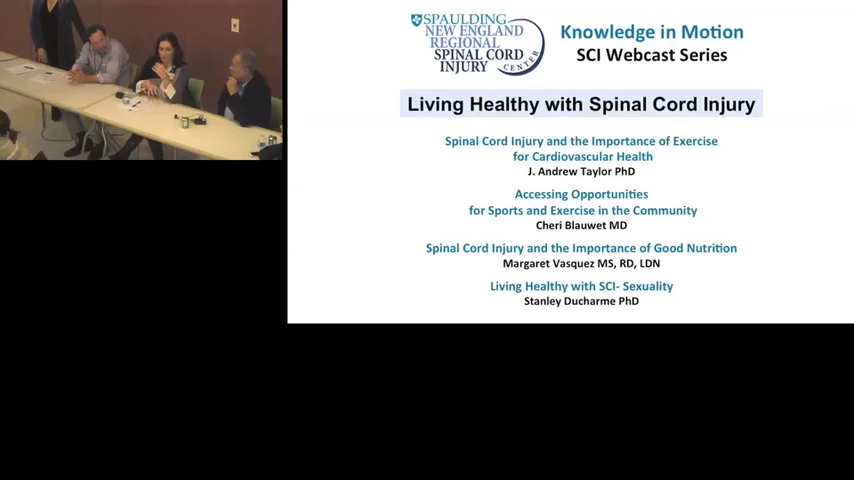 SPAULDING
NEW ENGLAND
REGIONAL
SPINAL CORD
INJURY
CENTER
Knowledge in Motion
SCI Webcast Series
Living Healthy with Spinal Cord Injury
Spinal Cord Injury and the Importance of Exercise
for Cardiovascular Health
J. Andrew Taylor PhD
Accessing Opportunities
for Sports and Exercise in the Community
Cheri Blauwet MD
Spinal Cord Injury and the Importance of Good Nutrition
Margaret Vasquez MS, RD, LDN
Living Healthy with SCI- Sexuality
Stanley Ducharme PhD